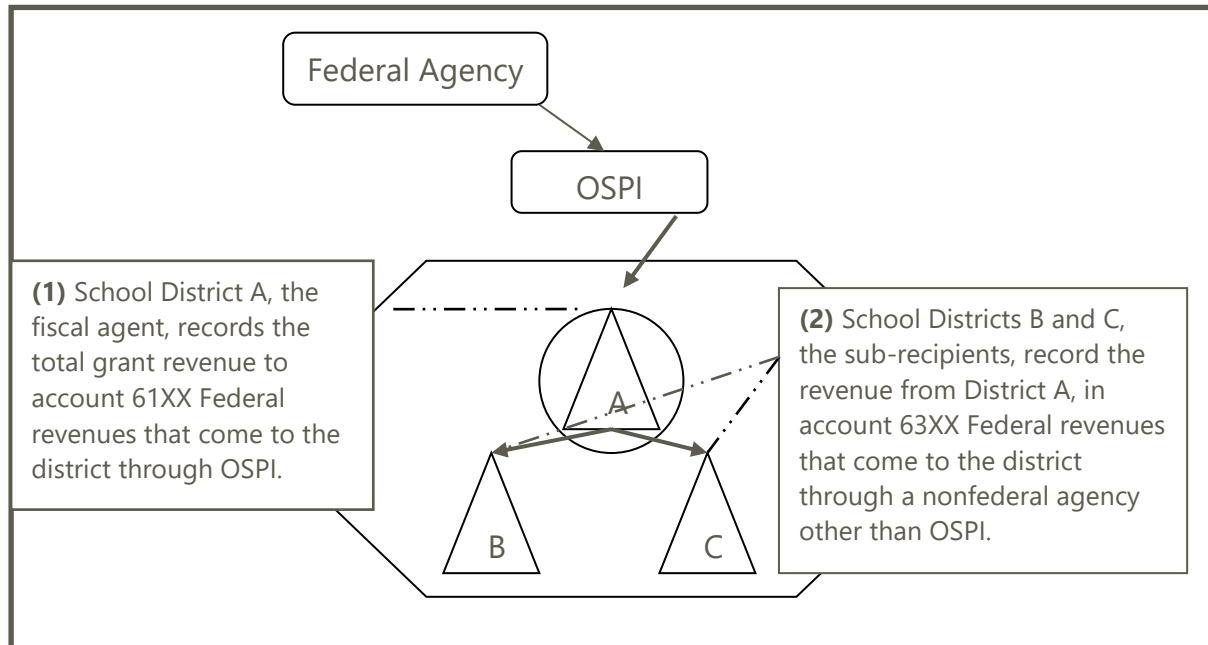 Federal Agency
OSPI
(1) School District A, the
fiscal agent, records the
total grant revenue to
account 61XX Federal
revenues that come to the
district through OSPI.
A
B
C
(2) School Districts B and C,
the sub-recipients, record the
revenue from District A, in
account 63XX Federal revenues
that come to the district
through a nonfederal agency
other than OSPI.